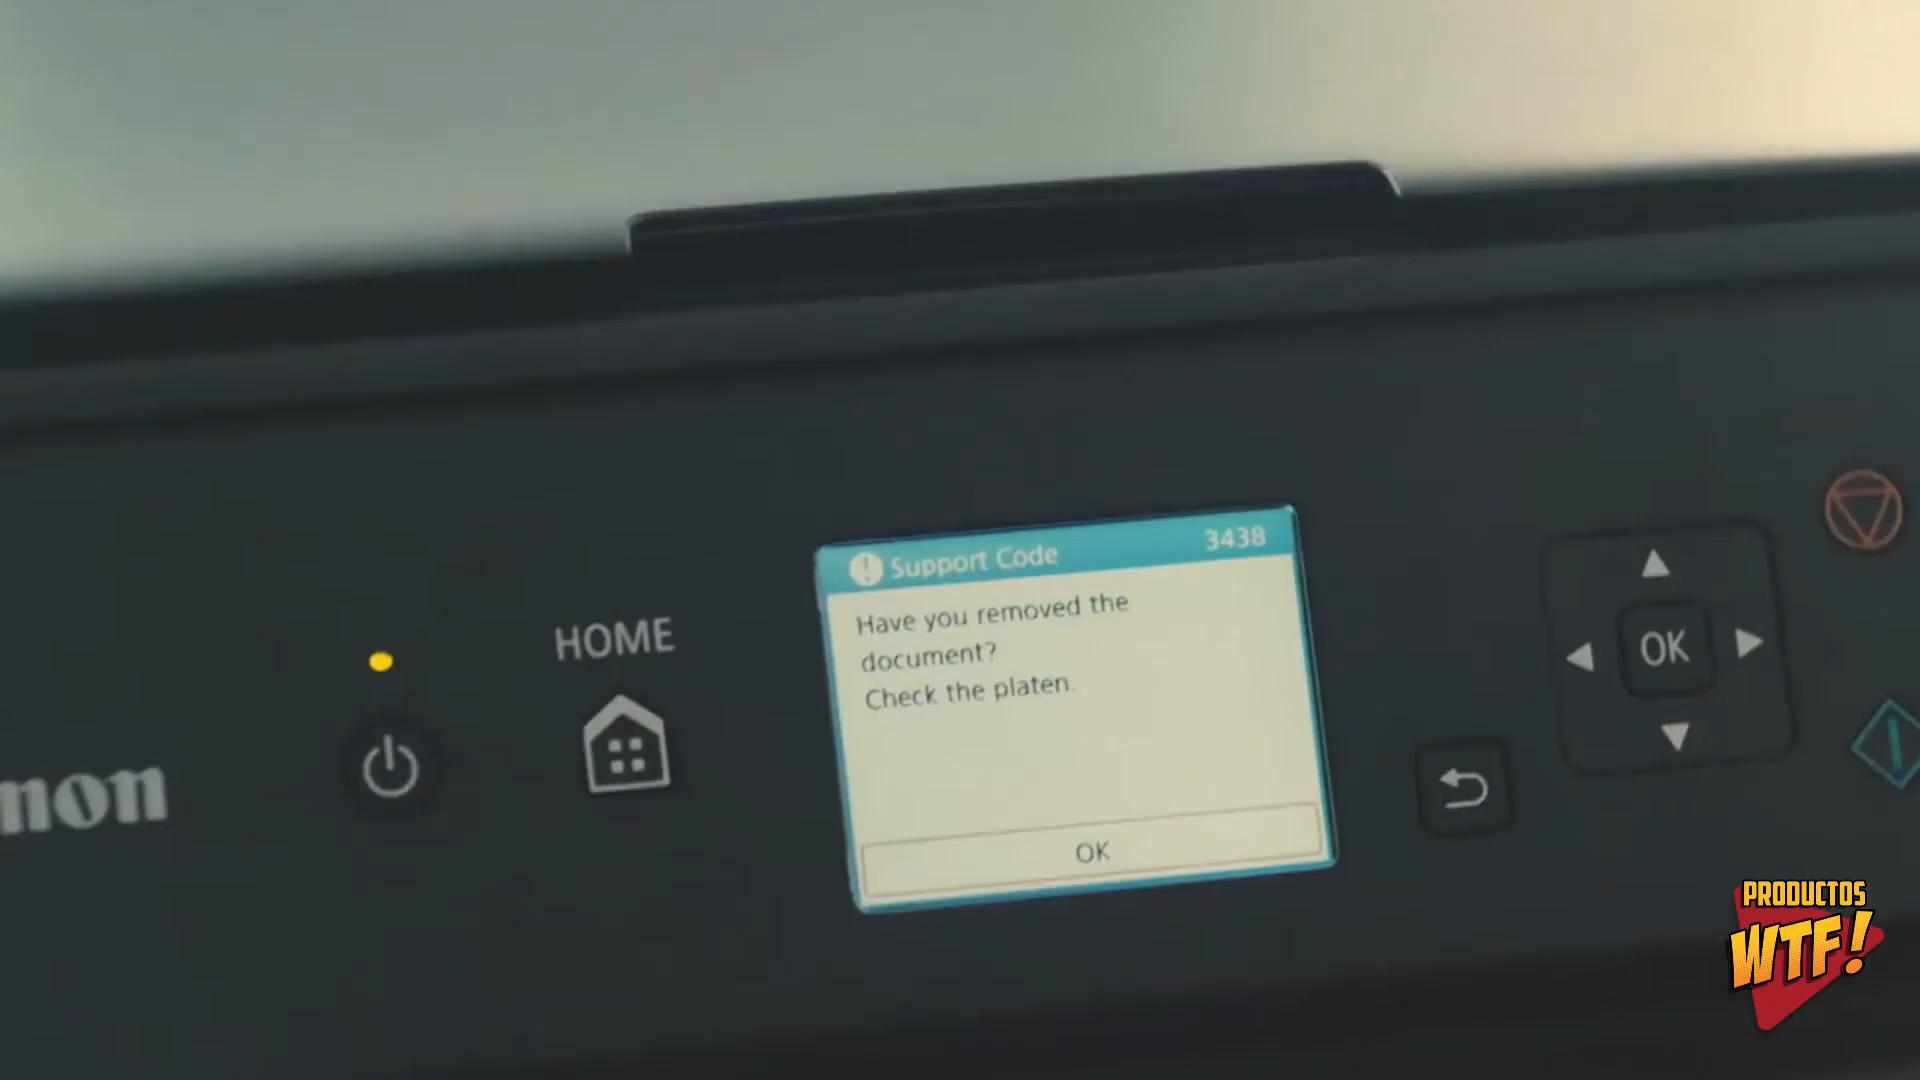 Support Code 3438
Have you removed the
document?
Check the platen.
OK
HOME
OK
non
PRODUCTOS
WTF!